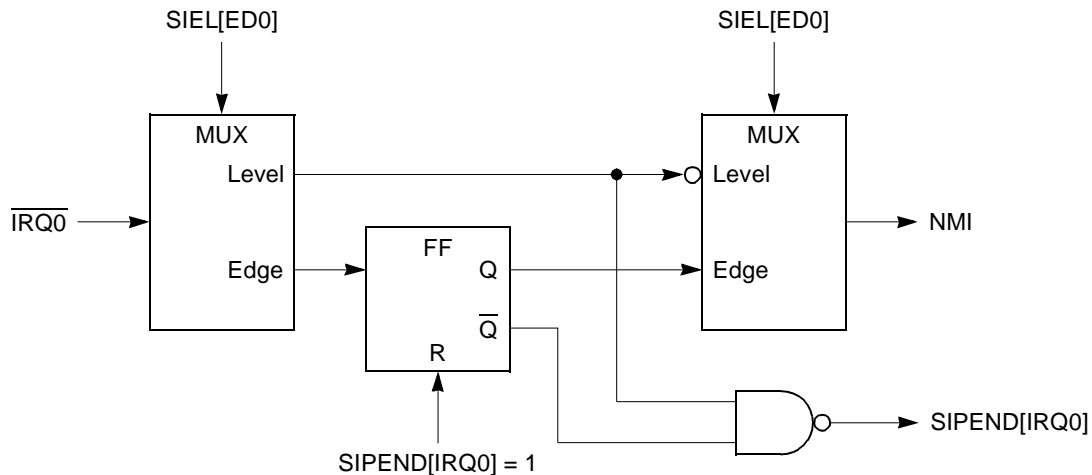 SIEL[ED0]
SIEL[ED0]
MUX
MUX
Level
Level
IRQ0
NMI
FF
Edge
Q
Edge
Q
R
SIPEND[IRQ0]
SIPEND[IRQ0] = 1